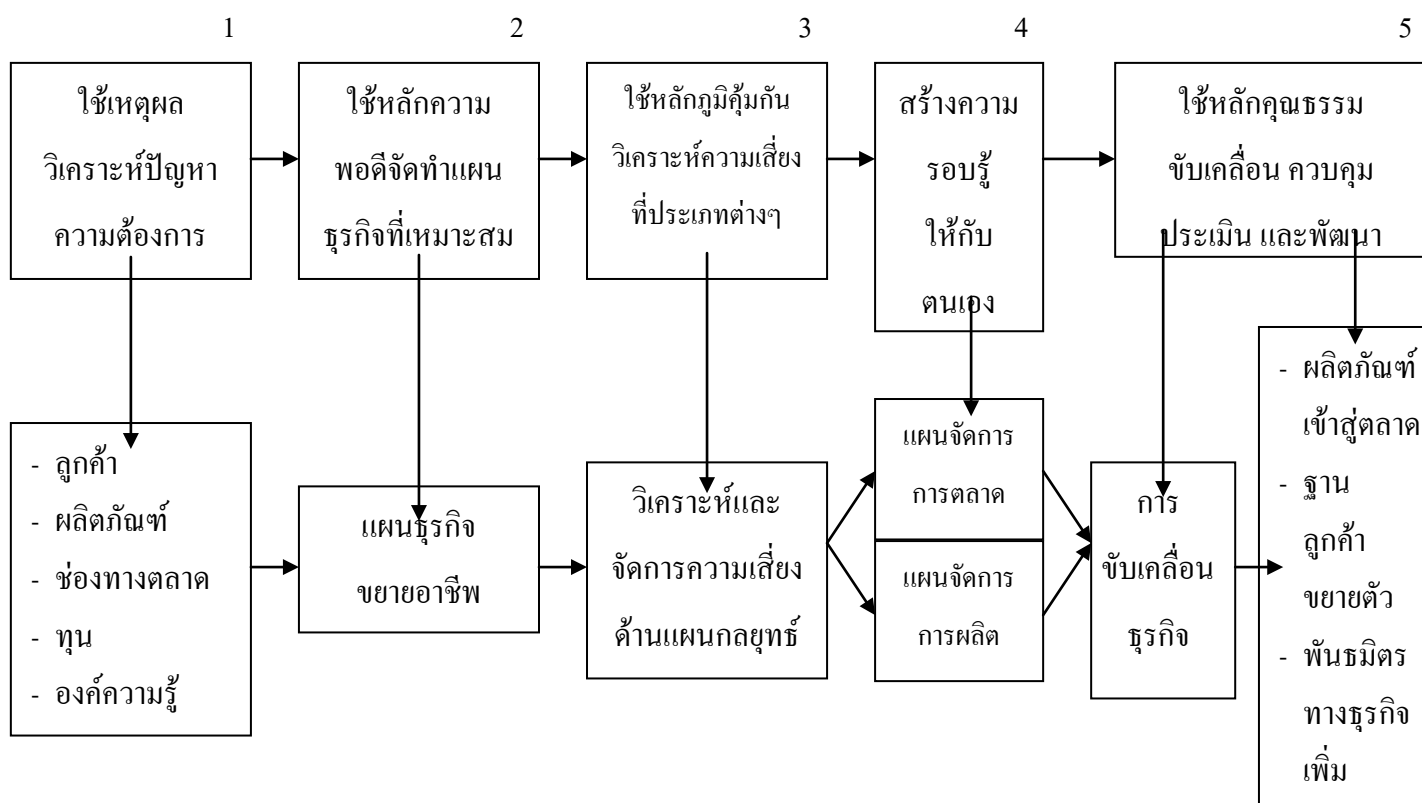 1
2
3
4
5
ใช้เหตุผล
วิเคราะห์ปัญหา
ความต้องการ
ใช้หลักความ
พอดีจัดทำแผน
ธุรกิจที่เหมาะสม
ใช้หลักภูมิคุ้มกัน
วิเคราะห์ความเสี่ยง
ที่ประเภทต่างๆ
สร้างความ
รอบรู้
ให้กับ
ตนเอง
ใช้หลักคุณธรรม
ขับเคลื่อน ควบคุม
ประเมิน และพัฒนา
- ลูกค้า
- ผลิตภัณฑ์
- ช่องทางตลาด
- ทุน
- องค์ความรู้
แผนธุรกิจ
ขยายอาชีพ
วิเคราะห์และ
จัดการความเสี่ยง
ด้านแผนกลยุทธ์
แผนจัดการ
การตลาด
แผนจัดการ
การผลิต
การ
ขับเคลื่อน
ธุรกิจ
- ผลิตภัณฑ์
เข้าสู่ตลาด
- ฐาน
ลูกค้า
ขยายตัว
- พันธมิตร
ทางธุรกิจ
เพิ่ม